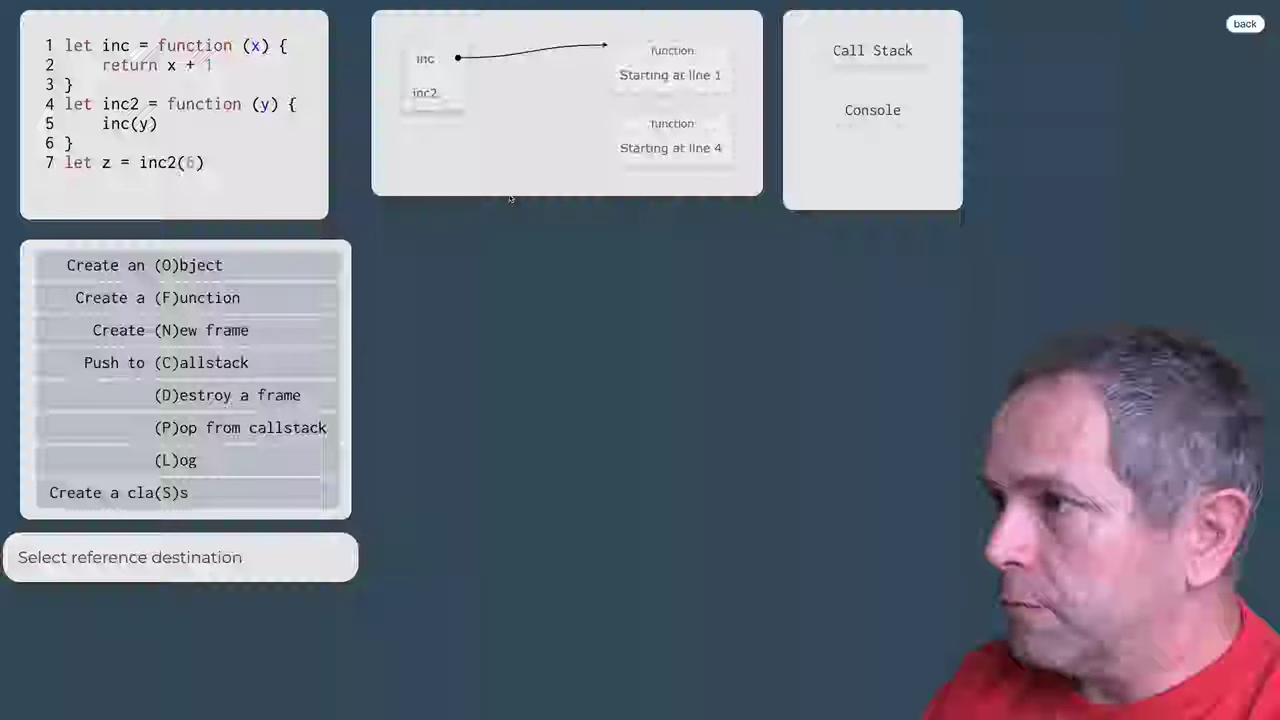 back
1 let inc = function (x) {
2 return x + 1
3 }
4 let inc2 = function (y) {
5 inc(y)
6 }
7 let z = inc2(6)
inc
inc2
function
Starting at line 1
function
Starting at line 4
Call Stack
Console
Create an (O)bject
Create a (F)unction
Create (N)ew frame
Push to (C)allstack
(D)estroy a frame
(P)op from callstack
(L)og
Create a cla(S)s
Select reference destination